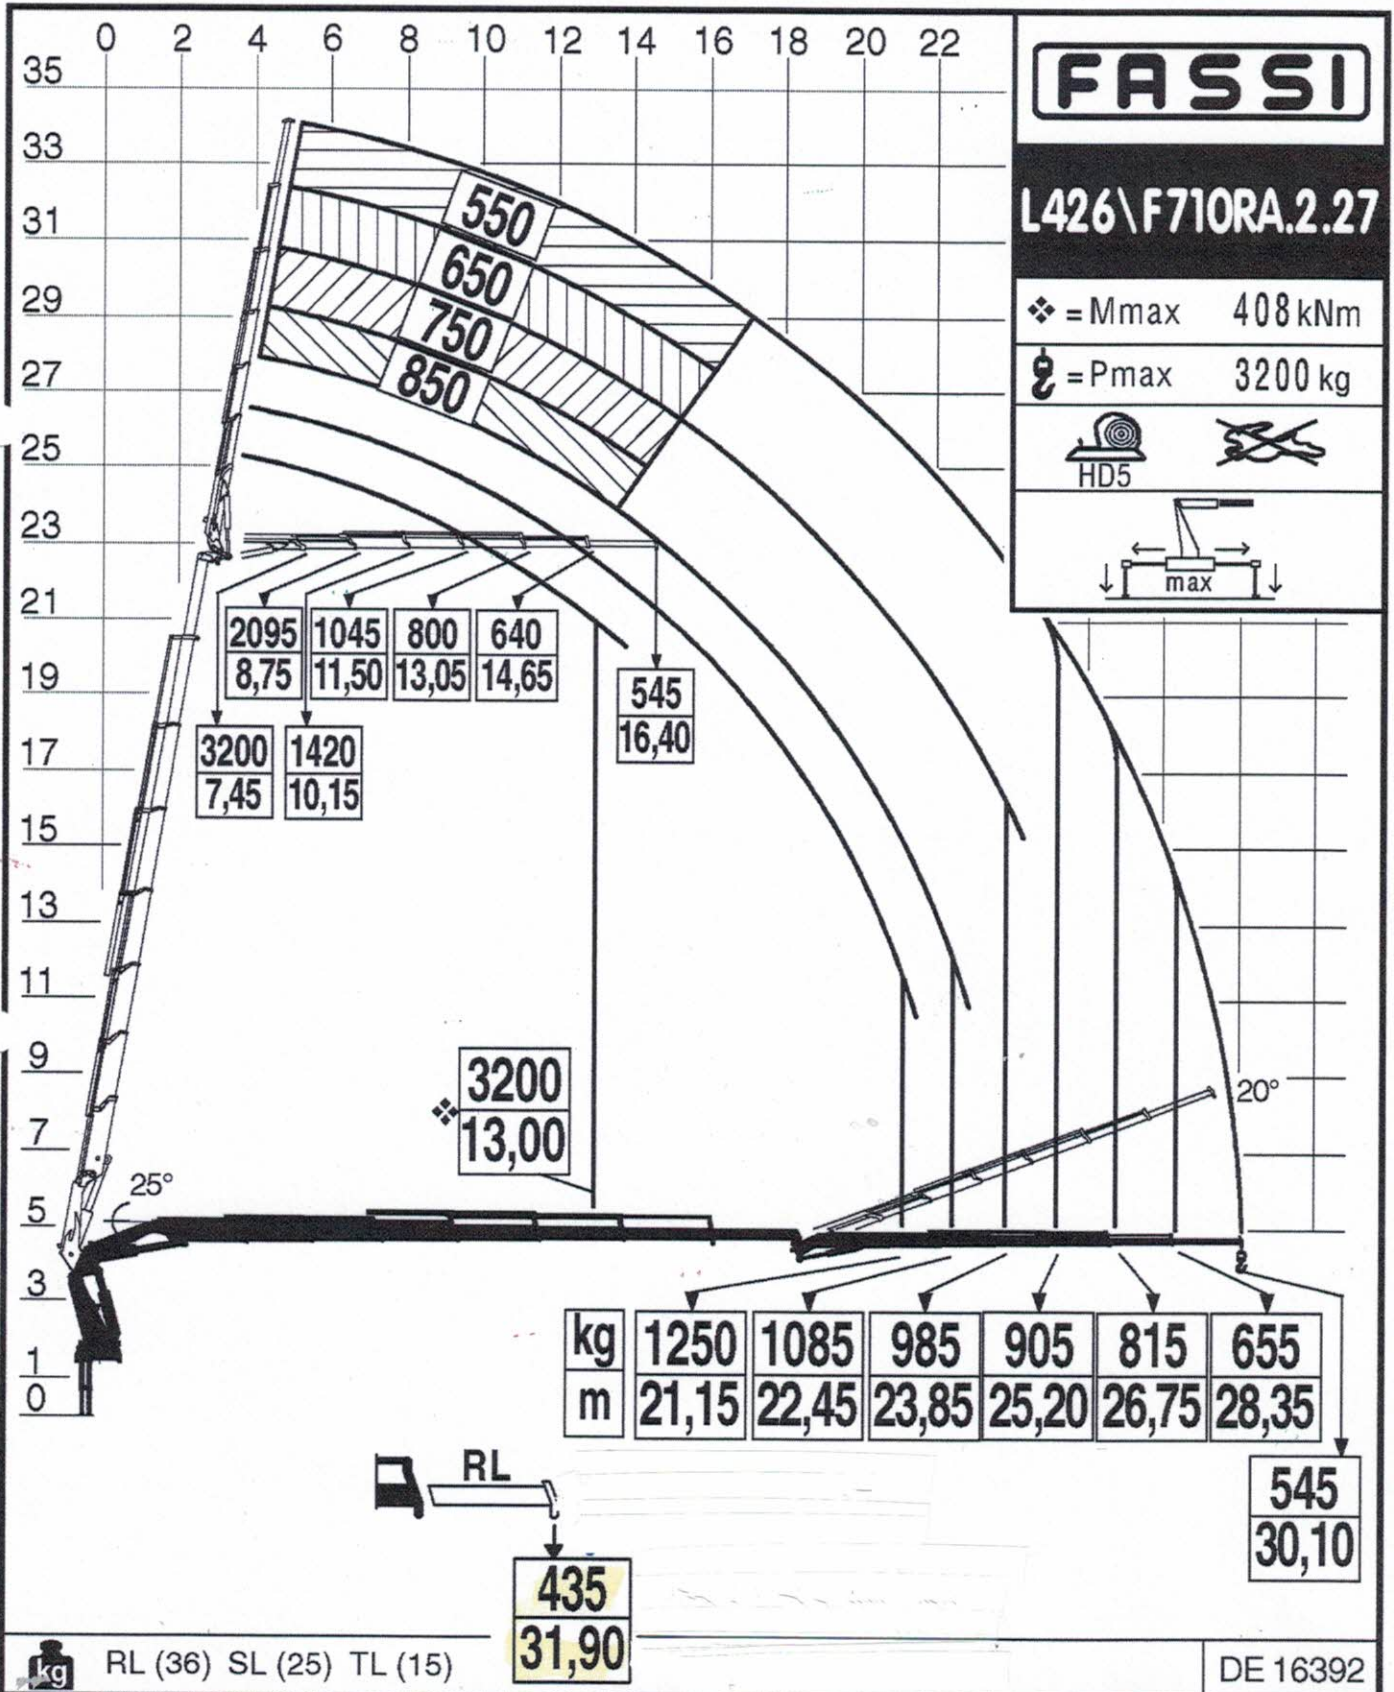 0 2 4 6 8 10 12 14 16 18 20 22
35
33
31
29
27
25
23
21
19
17
15
13
11
9
7
5
3
1
0
FASSI
L426\F710RA.2.27
❖ = Mmax 408 kNm
= Pmax 3200 kg
HD5
max
550
650
750
850
2095 1045 800 640
8,75 11,50 13,05 14,65
545
16,40
3200 1420
7,45 10,15
❖ 3200
13,00
20°
25°
kg 1250 1085 985 905 815 655
m 21,15 22,45 23,85 25,20 26,75 28,35
545
30,10
RL
435
31,90
kg RL (36) SL (25) TL (15)
DE 16392